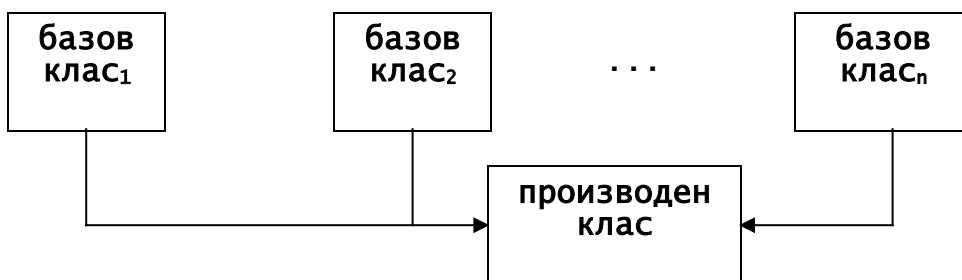 базов
клас₁
базов
клас₂
. . .
базов
класₙ
производен
клас